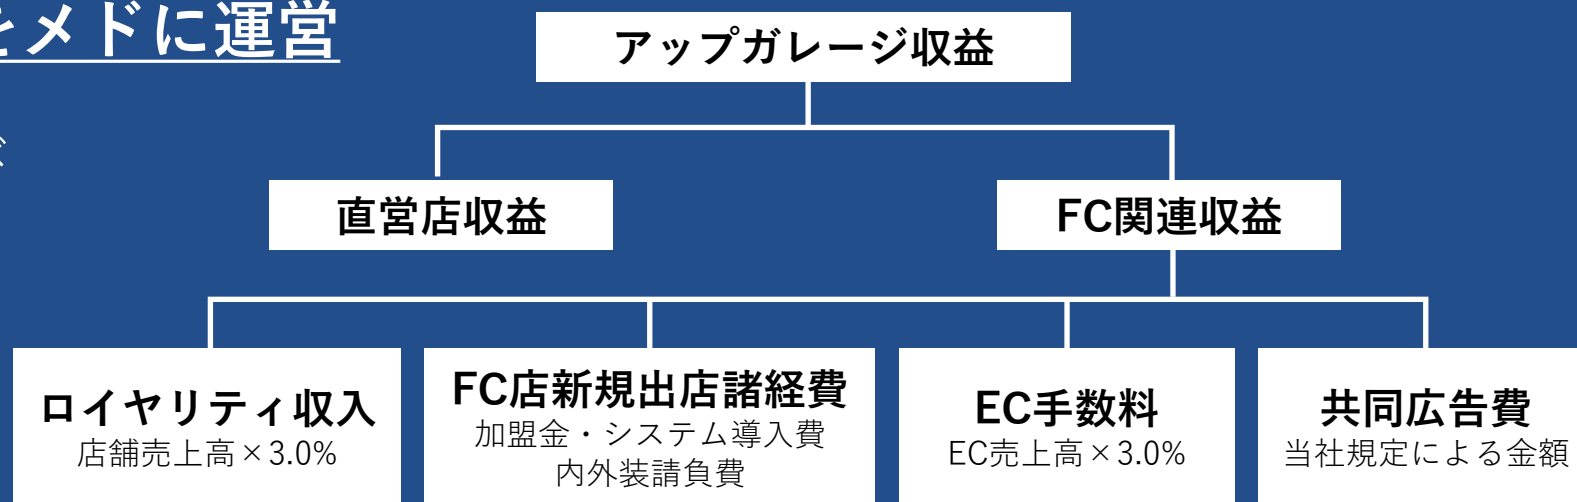 をメドに運営
アップガレージ収益
直営店収益
FC関連収益
ロイヤリティ収入
店舗売上高×3.0%
FC店新規出店諸経費
加盟金・システム導入費
内外装請負費
EC手数料
EC売上高×3.0%
共同広告費
当社規定による金額